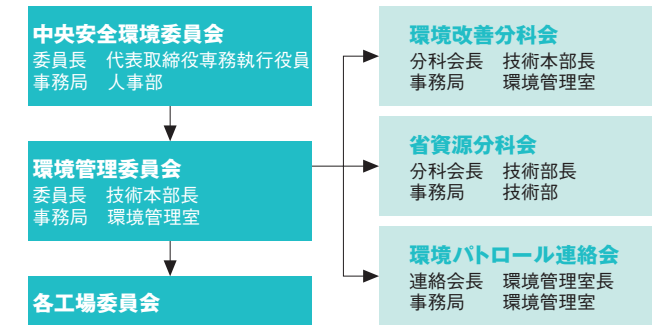 中央安全環境委員会
委員長 代表取締役専務執行役員
事務局 人事部
環境管理委員会
委員長 技術本部長
事務局 環境管理室
各工場委員会
環境改善分科会
分科会長 技術本部長
事務局 環境管理室
省資源分科会
分科会長 技術部長
事務局 技術部
環境パトロール連絡会
連絡会長 環境管理室長
事務局 環境管理室